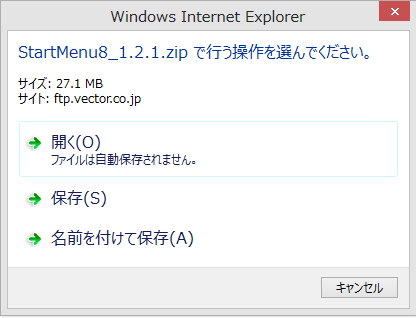 Windows Internet Explorer
StartMenu8_1.2.1.zip で行う操作を選んでください。
サイズ: 27.1 MB
サイト: ftp.vector.co.jp
開く(O)
ファイルは自動保存されません。
保存(S)
名前を付けて保存(A)
キャンセル